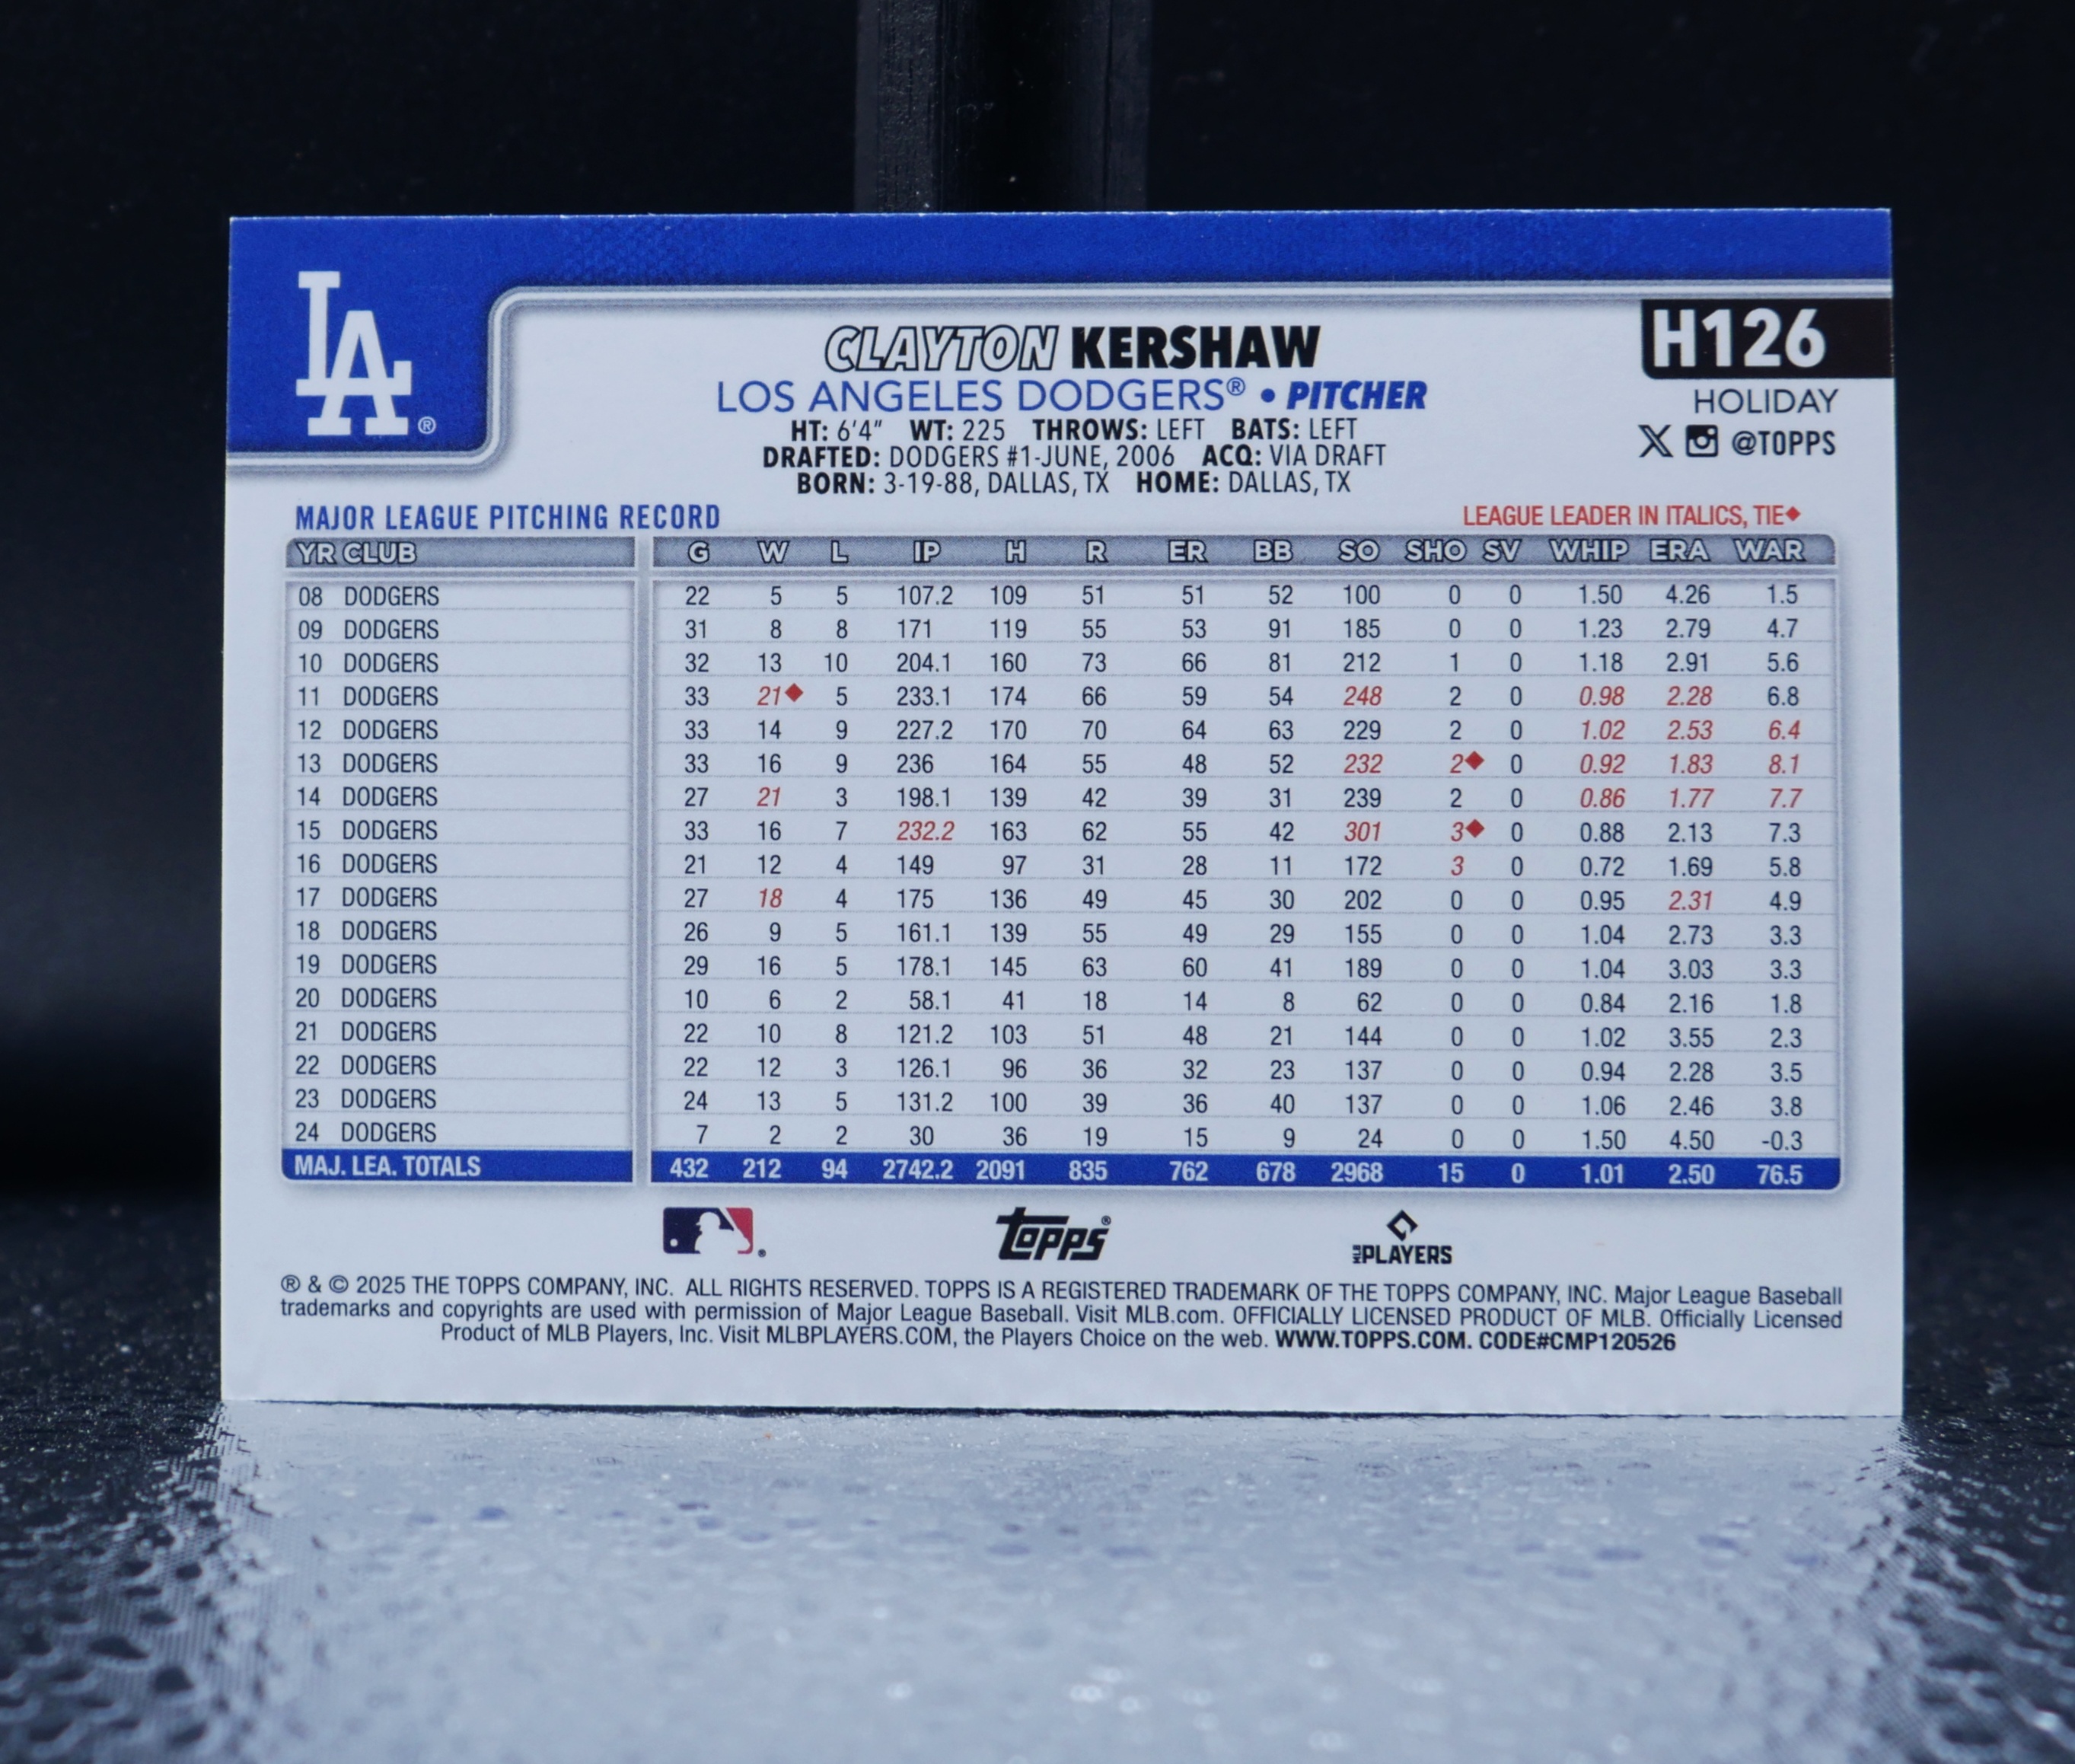 LA®
CLAYTON KERSHAW
LOS ANGELES DODGERS® • PITCHER
HT: 6'4" WT: 225 THROWS: LEFT BATS: LEFT
DRAFTED: DODGERS #1-JUNE, 2006 ACQ: VIA DRAFT
BORN: 3-19-88, DALLAS, TX HOME: DALLAS, TX
H126
HOLIDAY
X @TOPPS
MAJOR LEAGUE PITCHING RECORD LEAGUE LEADER IN ITALICS, TIE◆
YR CLUB G W L IP H R ER BB SO SHO SV WHIP ERA WAR
08 DODGERS 22 5 5 107.2 109 51 51 52 100 0 0 1.50 4.26 1.5
09 DODGERS 31 8 8 171 119 55 53 91 185 0 0 1.23 2.79 4.7
10 DODGERS 32 13 10 204.1 160 73 66 81 212 1 0 1.18 2.91 5.6
11 DODGERS 33 21◆ 5 233.1 174 66 59 54 248 2 0 0.98 2.28 6.8
12 DODGERS 33 14 9 227.2 170 70 64 63 229 2 0 1.02 2.53 6.4
13 DODGERS 33 16 9 236 164 55 48 52 232 2◆ 0 0.92 1.83 8.1
14 DODGERS 27 21 3 198.1 139 42 39 31 239 2 0 0.86 1.77 7.7
15 DODGERS 33 16 7 232.2 163 62 55 42 301 3◆ 0 0.88 2.13 7.3
16 DODGERS 21 12 4 149 97 31 28 11 172 3 0 0.72 1.69 5.8
17 DODGERS 27 18 4 175 136 49 45 30 202 0 0 0.95 2.31 4.9
18 DODGERS 26 9 5 161.1 139 55 49 29 155 0 0 1.04 2.73 3.3
19 DODGERS 29 16 5 178.1 145 63 60 41 189 0 0 1.04 3.03 3.3
20 DODGERS 10 6 2 58.1 41 18 14 8 62 0 0 0.84 2.16 1.8
21 DODGERS 22 10 8 121.2 103 51 48 21 144 0 0 1.02 3.55 2.3
22 DODGERS 22 12 3 126.1 96 36 32 23 137 0 0 0.94 2.28 3.5
23 DODGERS 24 13 5 131.2 100 39 36 40 137 0 0 1.06 2.46 3.8
24 DODGERS 7 2 2 30 36 19 15 9 24 0 0 1.50 4.50 -0.3
MAJ. LEA. TOTALS 432 212 94 2742.2 2091 835 762 678 2968 15 0 1.01 2.50 76.5
Topps® MLB PLAYERS
® & © 2025 THE TOPPS COMPANY, INC. ALL RIGHTS RESERVED. TOPPS IS A REGISTERED TRADEMARK OF THE TOPPS COMPANY, INC. Major League Baseball
trademarks and copyrights are used with permission of Major League Baseball. Visit MLB.com. OFFICIALLY LICENSED PRODUCT OF MLB. Officially Licensed
Product of MLB Players, Inc. Visit MLBPLAYERS.COM, the Players Choice on the web. WWW.TOPPS.COM. CODE#CMP120526